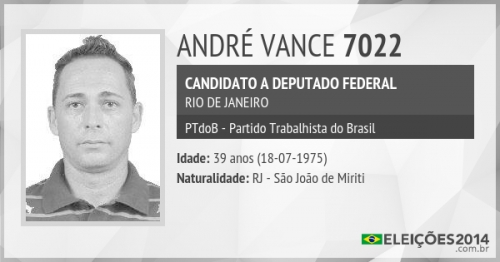 ANDRÉ VANCE 7022
CANDIDATO A DEPUTADO FEDERAL
RIO DE JANEIRO
PTdoB - Partido Trabalhista do Brasil
Idade: 39 anos (18-07-1975)
Naturalidade: RJ - São João de Miriti
ELEIÇÕES2014
.com.br